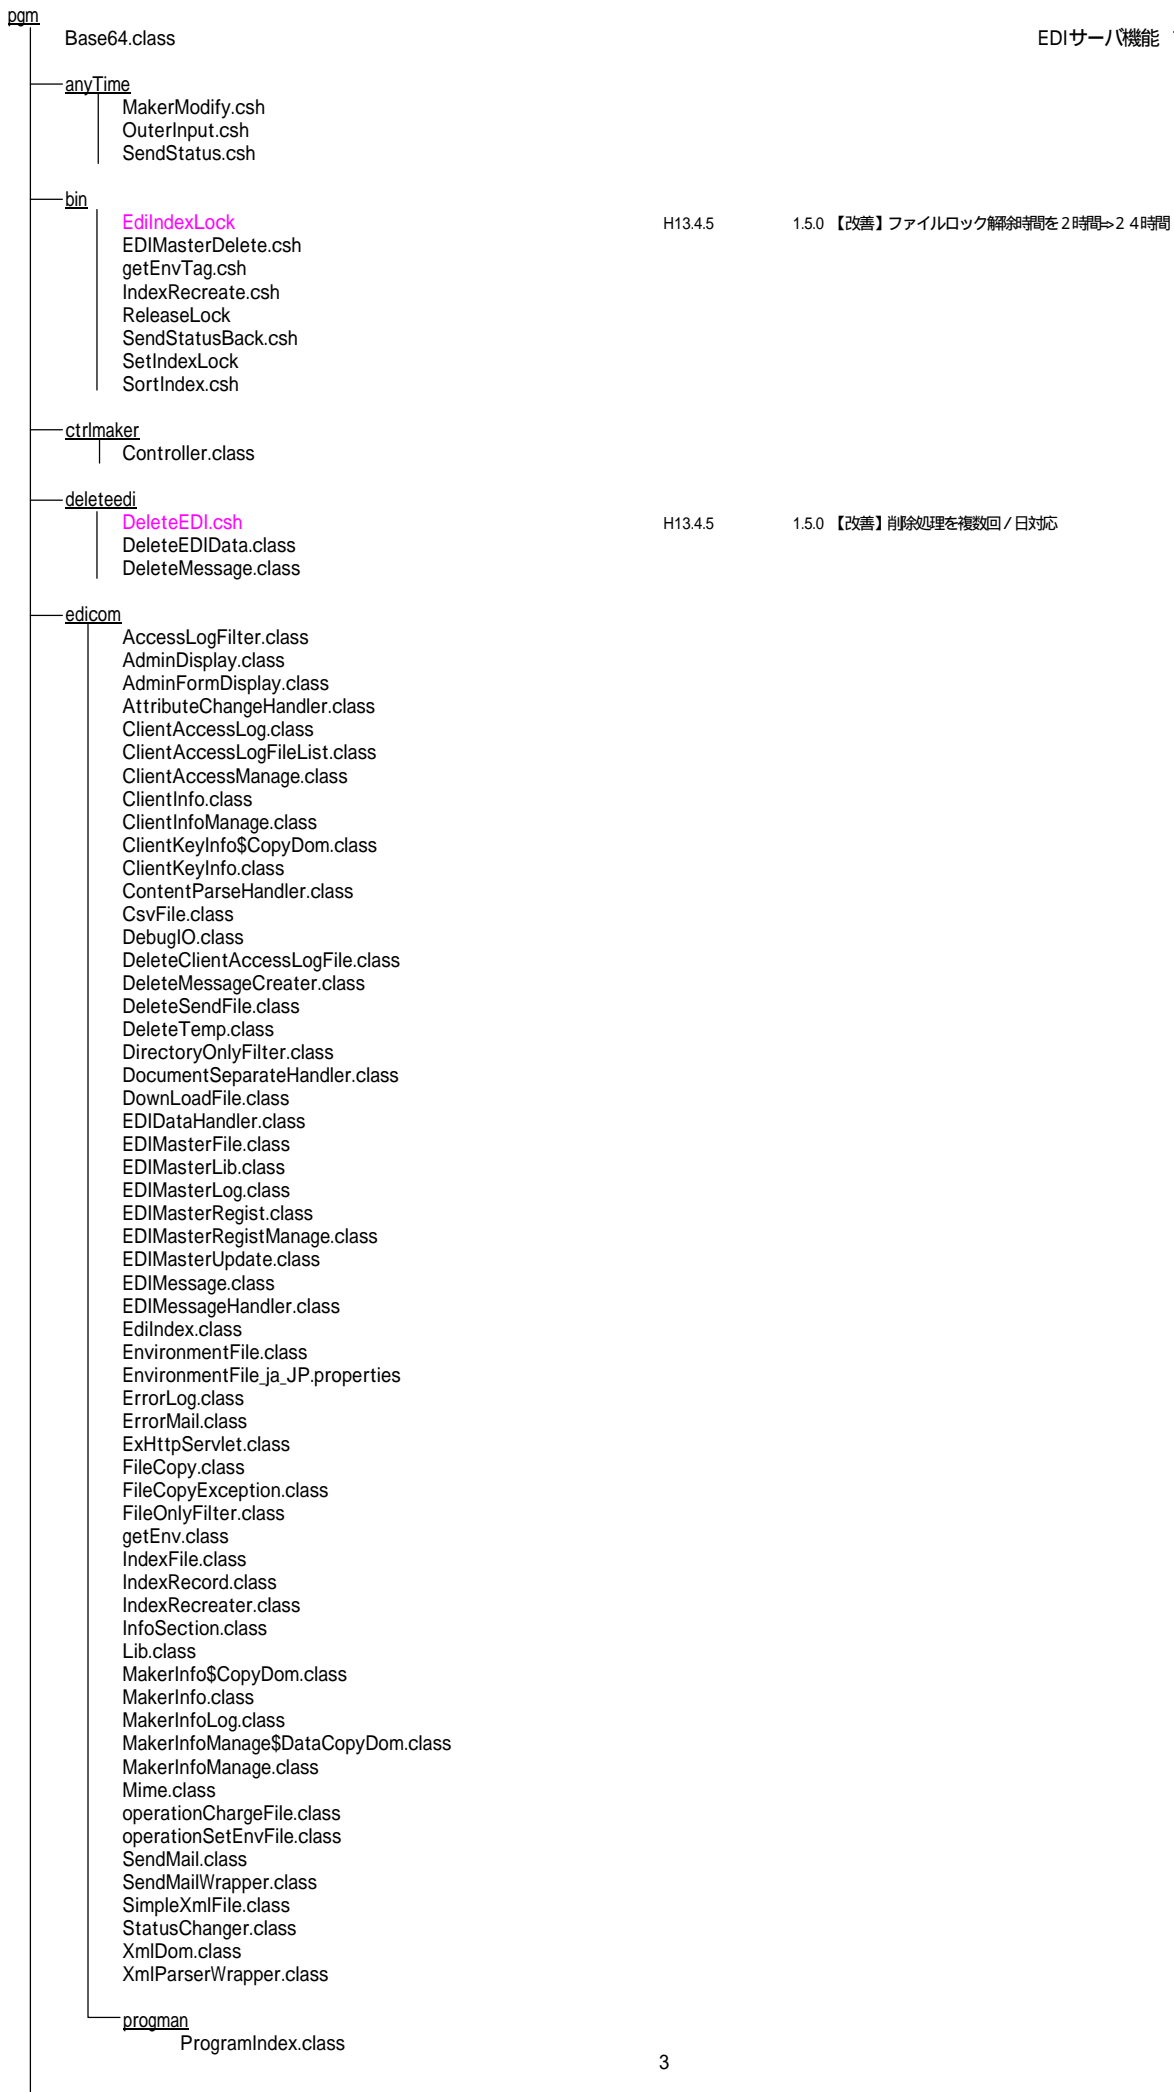 pgm
Base64.class EDIサーバ機能
anyTime
MakerModify.csh
OuterInput.csh
SendStatus.csh
bin
EdiIndexLock H13.4.5 1.5.0 【改善】ファイルロック解除時間を２時間⇒２４時間
EDIMasterDelete.csh
getEnvTag.csh
IndexRecreate.csh
ReleaseLock
SendStatusBack.csh
SetIndexLock
SortIndex.csh
ctrlmaker
Controller.class
deleteedi
DeleteEDI.csh H13.4.5 1.5.0 【改善】削除処理を複数回／日対応
DeleteEDIData.class
DeleteMessage.class
edicom
AccessLogFilter.class
AdminDisplay.class
AdminFormDisplay.class
AttributeChangeHandler.class
ClientAccessLog.class
ClientAccessLogFileList.class
ClientAccessManage.class
ClientInfo.class
ClientInfoManage.class
ClientKeyInfo$CopyDom.class
ClientKeyInfo.class
ContentParseHandler.class
CsvFile.class
DebugIO.class
DeleteClientAccessLogFile.class
DeleteMessageCreater.class
DeleteSendFile.class
DeleteTemp.class
DirectoryOnlyFilter.class
DocumentSeparateHandler.class
DownLoadFile.class
EDIDataHandler.class
EDIMasterFile.class
EDIMasterLib.class
EDIMasterLog.class
EDIMasterRegist.class
EDIMasterRegistManage.class
EDIMasterUpdate.class
EDIMessage.class
EDIMessageHandler.class
EdiIndex.class
EnvironmentFile.class
EnvironmentFile_ja_JP.properties
ErrorLog.class
ErrorMail.class
ExHttpServlet.class
FileCopy.class
FileCopyException.class
FileOnlyFilter.class
getEnv.class
IndexFile.class
IndexRecord.class
IndexRecreater.class
InfoSection.class
Lib.class
MakerInfo$CopyDom.class
MakerInfo.class
MakerInfoLog.class
MakerInfoManage$DataCopyDom.class
MakerInfoManage.class
Mime.class
operationChargeFile.class
operationSetEnvFile.class
SendMail.class
SendMailWrapper.class
SimpleXmlFile.class
StatusChanger.class
XmlDom.class
XmlParserWrapper.class
progman
ProgramIndex.class
3